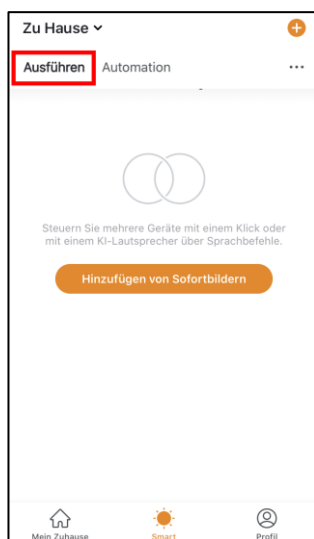 Zu Hause
Ausführen Automation
Steuern Sie mehrere Geräte mit einem Klick oder
mit einem KI-Lautsprecher über Sprachbefehle.
Hinzufügen von Sofortbildern
Mein Zuhause Smart Profil